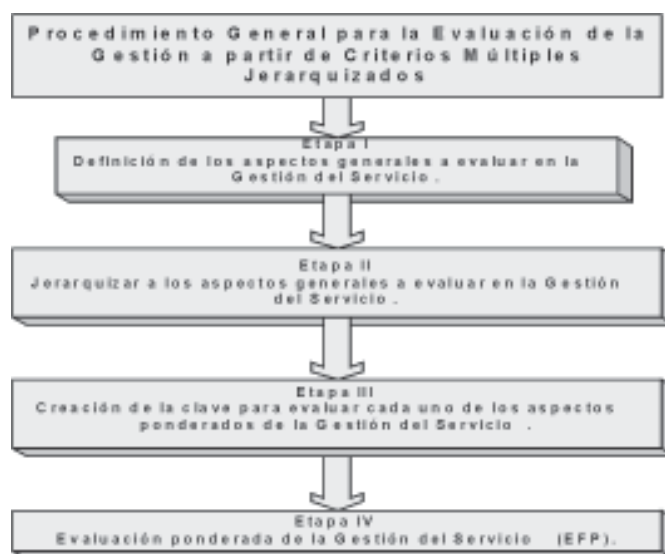 Procedimiento General para la Evaluación de la
Gestión a partir de Criterios Múltiples
Jerarquizados
Etapa I
Definición de los aspectos generales a evaluar en la
Gestión del Servicio .
Etapa II
Jerarquizar a los aspectos generales a evaluar en la Gestión
del Servicio .
Etapa III
Creación de la clave para evaluar cada uno de los aspectos
ponderados de la Gestión del Servicio .
Etapa IV
Evaluación ponderada de la Gestión del Servicio (EFP).